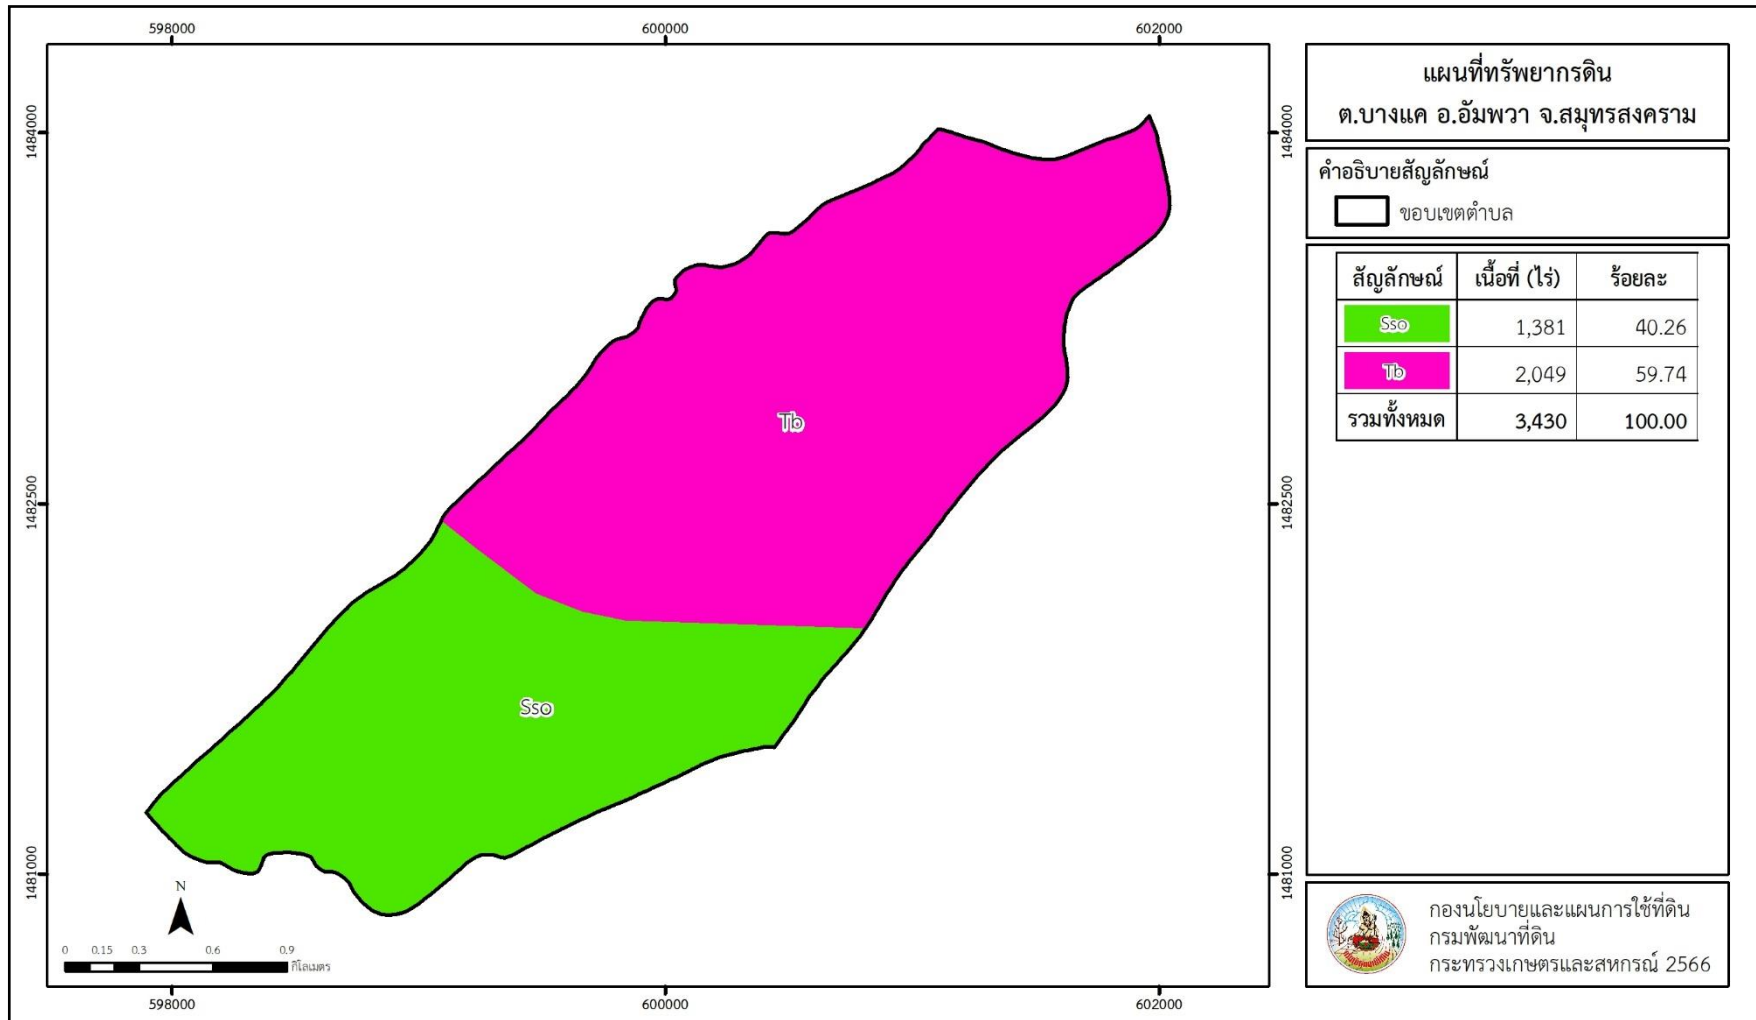 598000
600000
602000
1484000
1484000
แผนที่ทรัพยากรดิน
ต.บางแค อ.อัมพวา จ.สมุทรสงคราม
คำอธิบายสัญลักษณ์
ขอบเขตตำบล
สัญลักษณ์ เนื้อที่ (ไร่) ร้อยละ
Sso 1,381 40.26
Tb 2,049 59.74
รวมทั้งหมด 3,430 100.00
Tb
1482500
1482500
Sso
1481000
1481000
N
0 0.15 0.3 0.6 0.9
กิโลเมตร
598000
600000
602000
กองนโยบายและแผนการใช้ที่ดิน
กรมพัฒนาที่ดิน
กระทรวงเกษตรและสหกรณ์ 2566